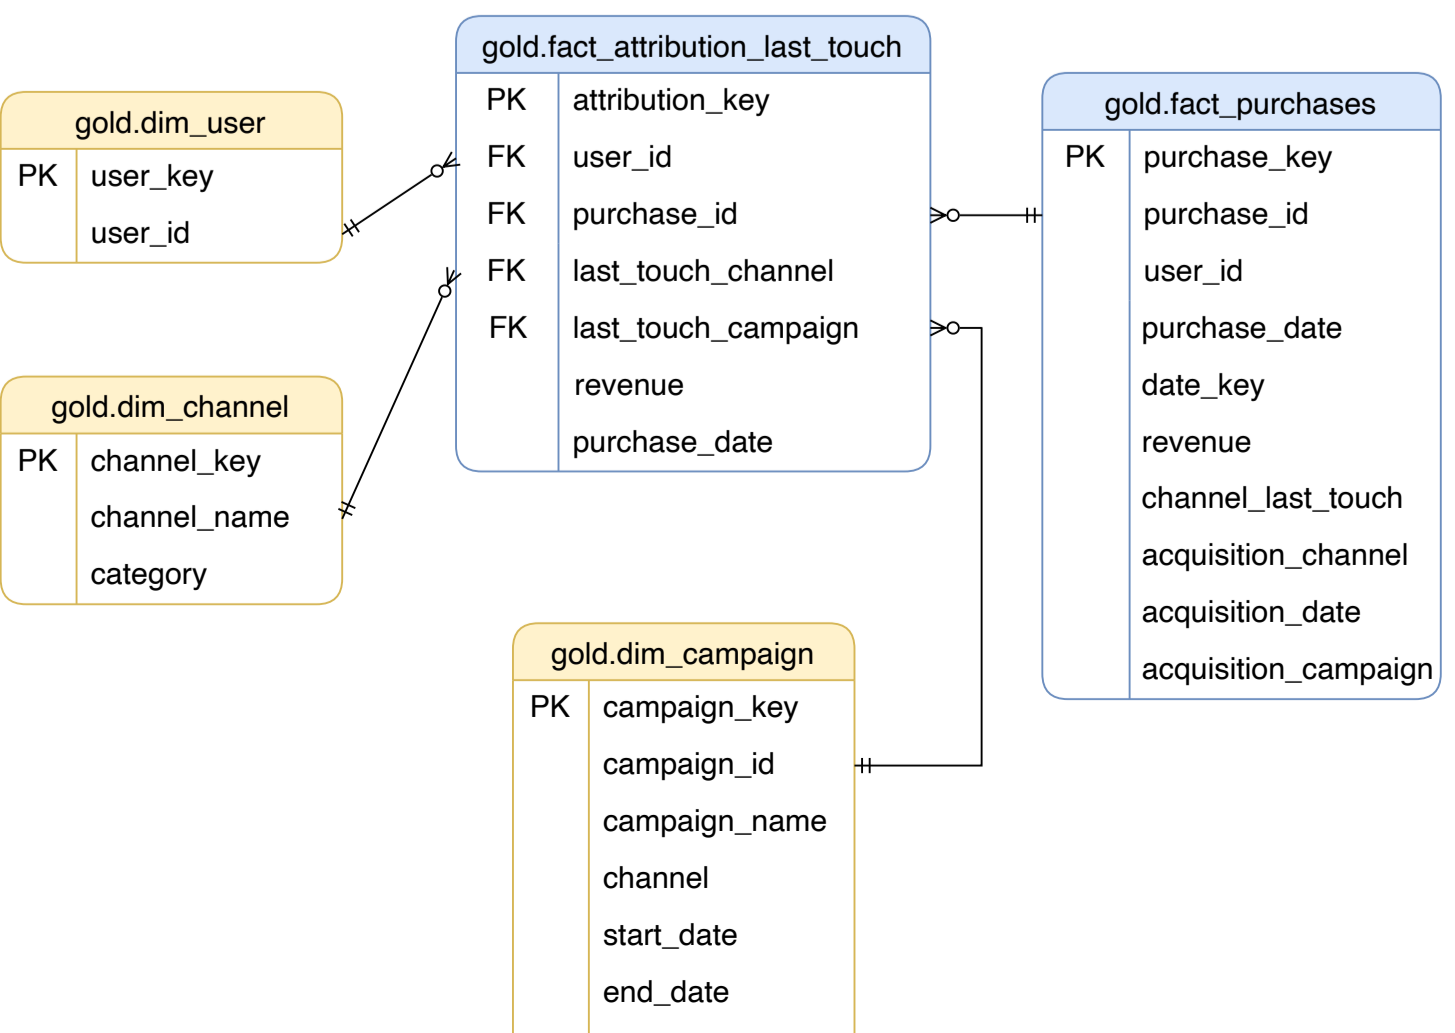 gold.fact_attribution_last_touch
PK attribution_key
FK user_id
FK purchase_id
FK last_touch_channel
FK last_touch_campaign
revenue
purchase_date
gold.dim_user
PK user_key
user_id
gold.dim_channel
PK channel_key
channel_name
category
gold.fact_purchases
PK purchase_key
purchase_id
user_id
purchase_date
date_key
revenue
channel_last_touch
acquisition_channel
acquisition_date
acquisition_campaign
gold.dim_campaign
PK campaign_key
campaign_id
campaign_name
channel
start_date
end_date